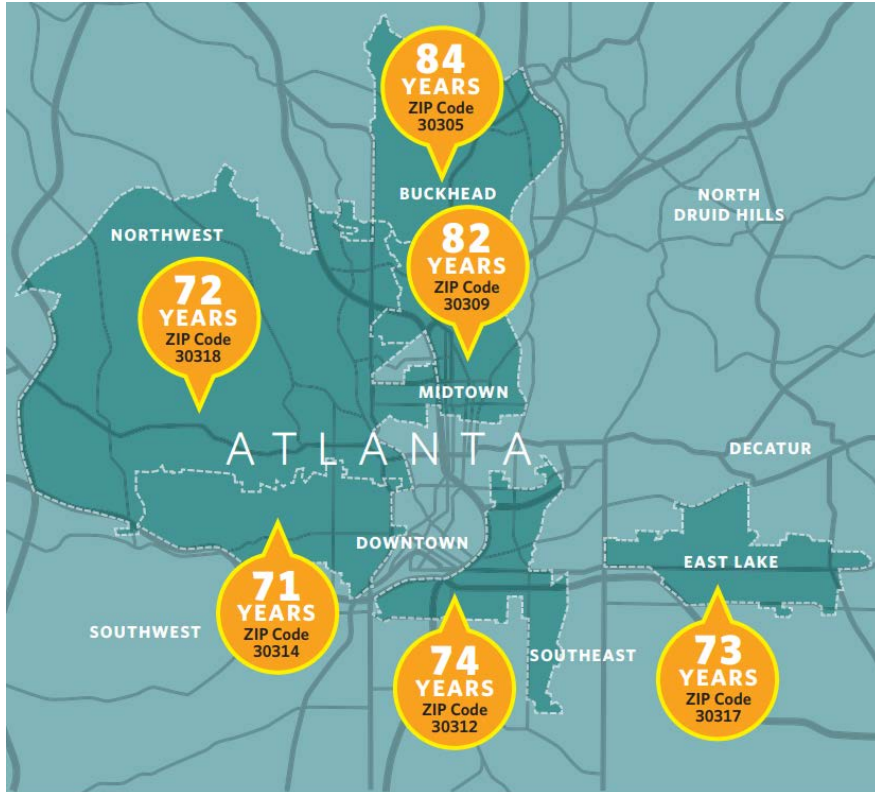 84
YEARS
ZIP Code
30305
BUCKHEAD
NORTH
DRUID HILLS
NORTHWEST
82
YEARS
ZIP Code
30309
72
YEARS
ZIP Code
30318
MIDTOWN
ATLANTA
DECATUR
DOWNTOWN
EAST LAKE
71
YEARS
ZIP Code
30314
SOUTHWEST
74
YEARS
ZIP Code
30312
SOUTHEAST
73
YEARS
ZIP Code
30317